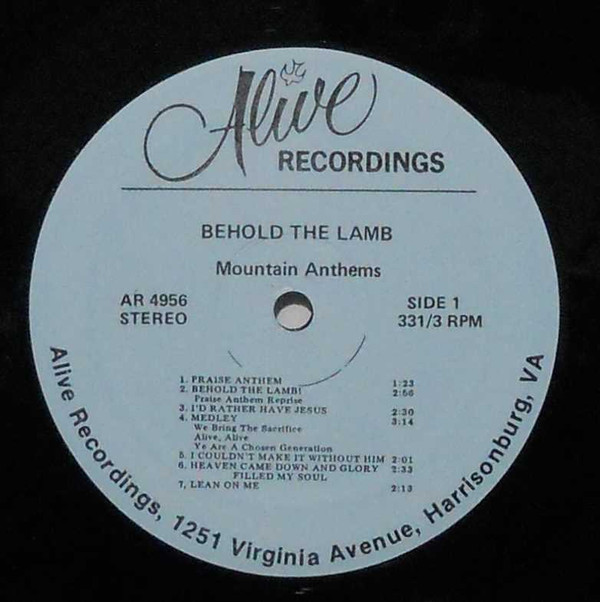 Alive
RECORDINGS
BEHOLD THE LAMB
Mountain Anthems
AR 4956
STEREO
SIDE 1
331/3 RPM
1. PRAISE ANTHEM 1:23
2. BEHOLD THE LAMB! 2:56
Praise Anthem Reprise
3. I'D RATHER HAVE JESUS 2:30
4. MEDLEY 3:14
We Bring The Sacrifice
Alive, Alive
Ye Are A Chosen Generation
5. I COULDN'T MAKE IT WITHOUT HIM 2:01
6. HEAVEN CAME DOWN AND GLORY 2:33
FILLED MY SOUL
7. LEAN ON ME 2:13
Alive Recordings, 1251 Virginia Avenue, Harrisonburg, VA